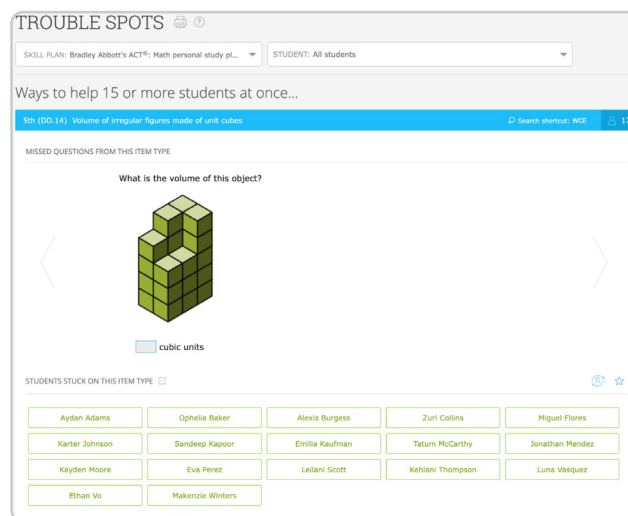 TROUBLE SPOTS ?
SKILL PLAN: Bradley Abbott's ACT®: Math personal study pl... STUDENT: All students
Ways to help 15 or more students at once...
5th (DD.14) Volume of irregular figures made of unit cubes Search shortcut: WCE 17
MISSED QUESTIONS FROM THIS ITEM TYPE
What is the volume of this object?
cubic units
STUDENTS STUCK ON THIS ITEM TYPE
Aydan Adams Ophelia Baker Alexis Burgess Zuri Collins Miguel Flores
Karter Johnson Sandeep Kapoor Emilia Kaufman Tatum McCarthy Jonathan Mendez
Kayden Moore Eva Perez Leilani Scott Kehlani Thompson Luna Vasquez
Ethan Vo Makenzie Winters